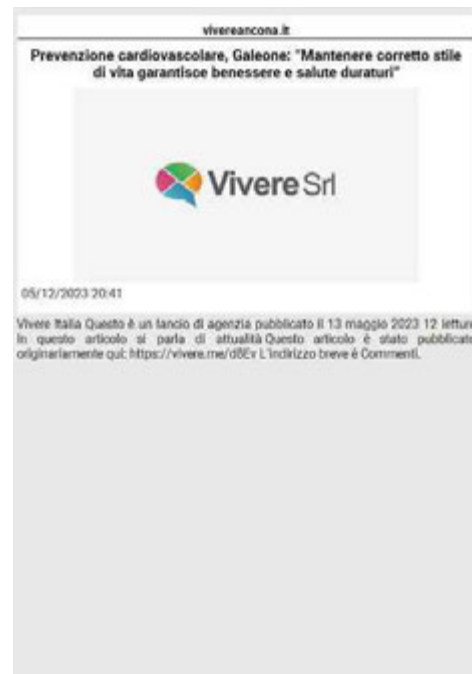 vivereancona.it
Prevenzione cardiovascolare, Galeone: "Mantenere corretto stile
di vita garantisce benessere e salute duraturi"
Vivere Srl
05/12/2023 20:41
Vivere Italia Questo è un lancio di agenzia pubblicato il 13 maggio 2023 12 letture
In questo articolo si parla di attualità Questo articolo è stato pubblicato
originariamente qui: https://vivere.me/d8Ev L'indirizzo breve è Commenti.